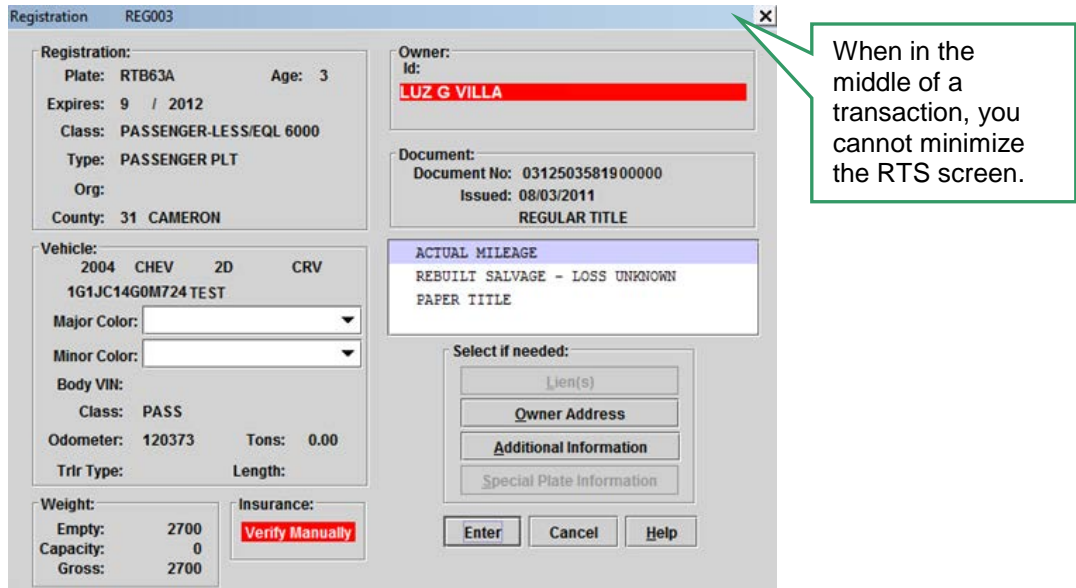 Registration REG003
Registration:
Plate: RTB63A Age: 3
Expires: 9 / 2012
Class: PASSENGER-LESS/EQL 6000
Type: PASSENGER PLT
Org:
County: 31 CAMERON
Vehicle:
2004 CHEV 2D CRV
1G1JC14G0M724 TEST
Major Color:
Minor Color:
Body VIN:
Class: PASS
Odometer: 120373 Tons: 0.00
Trlr Type: Length:
Weight:
Empty: 2700
Capacity: 0
Gross: 2700
Insurance:
Verify Manually
Owner:
Id:
LUZ G VILLA
Document:
Document No: 03125035819 00000
Issued: 08/03/2011
REGULAR TITLE
ACTUAL MILEAGE
REBUILT SALVAGE - LOSS UNKNOWN
PAPER TITLE
Select if needed:
Lien(s)
Owner Address
Additional Information
Special Plate Information
Enter Cancel Help
When in the
middle of a
transaction, you
cannot minimize
the RTS screen.